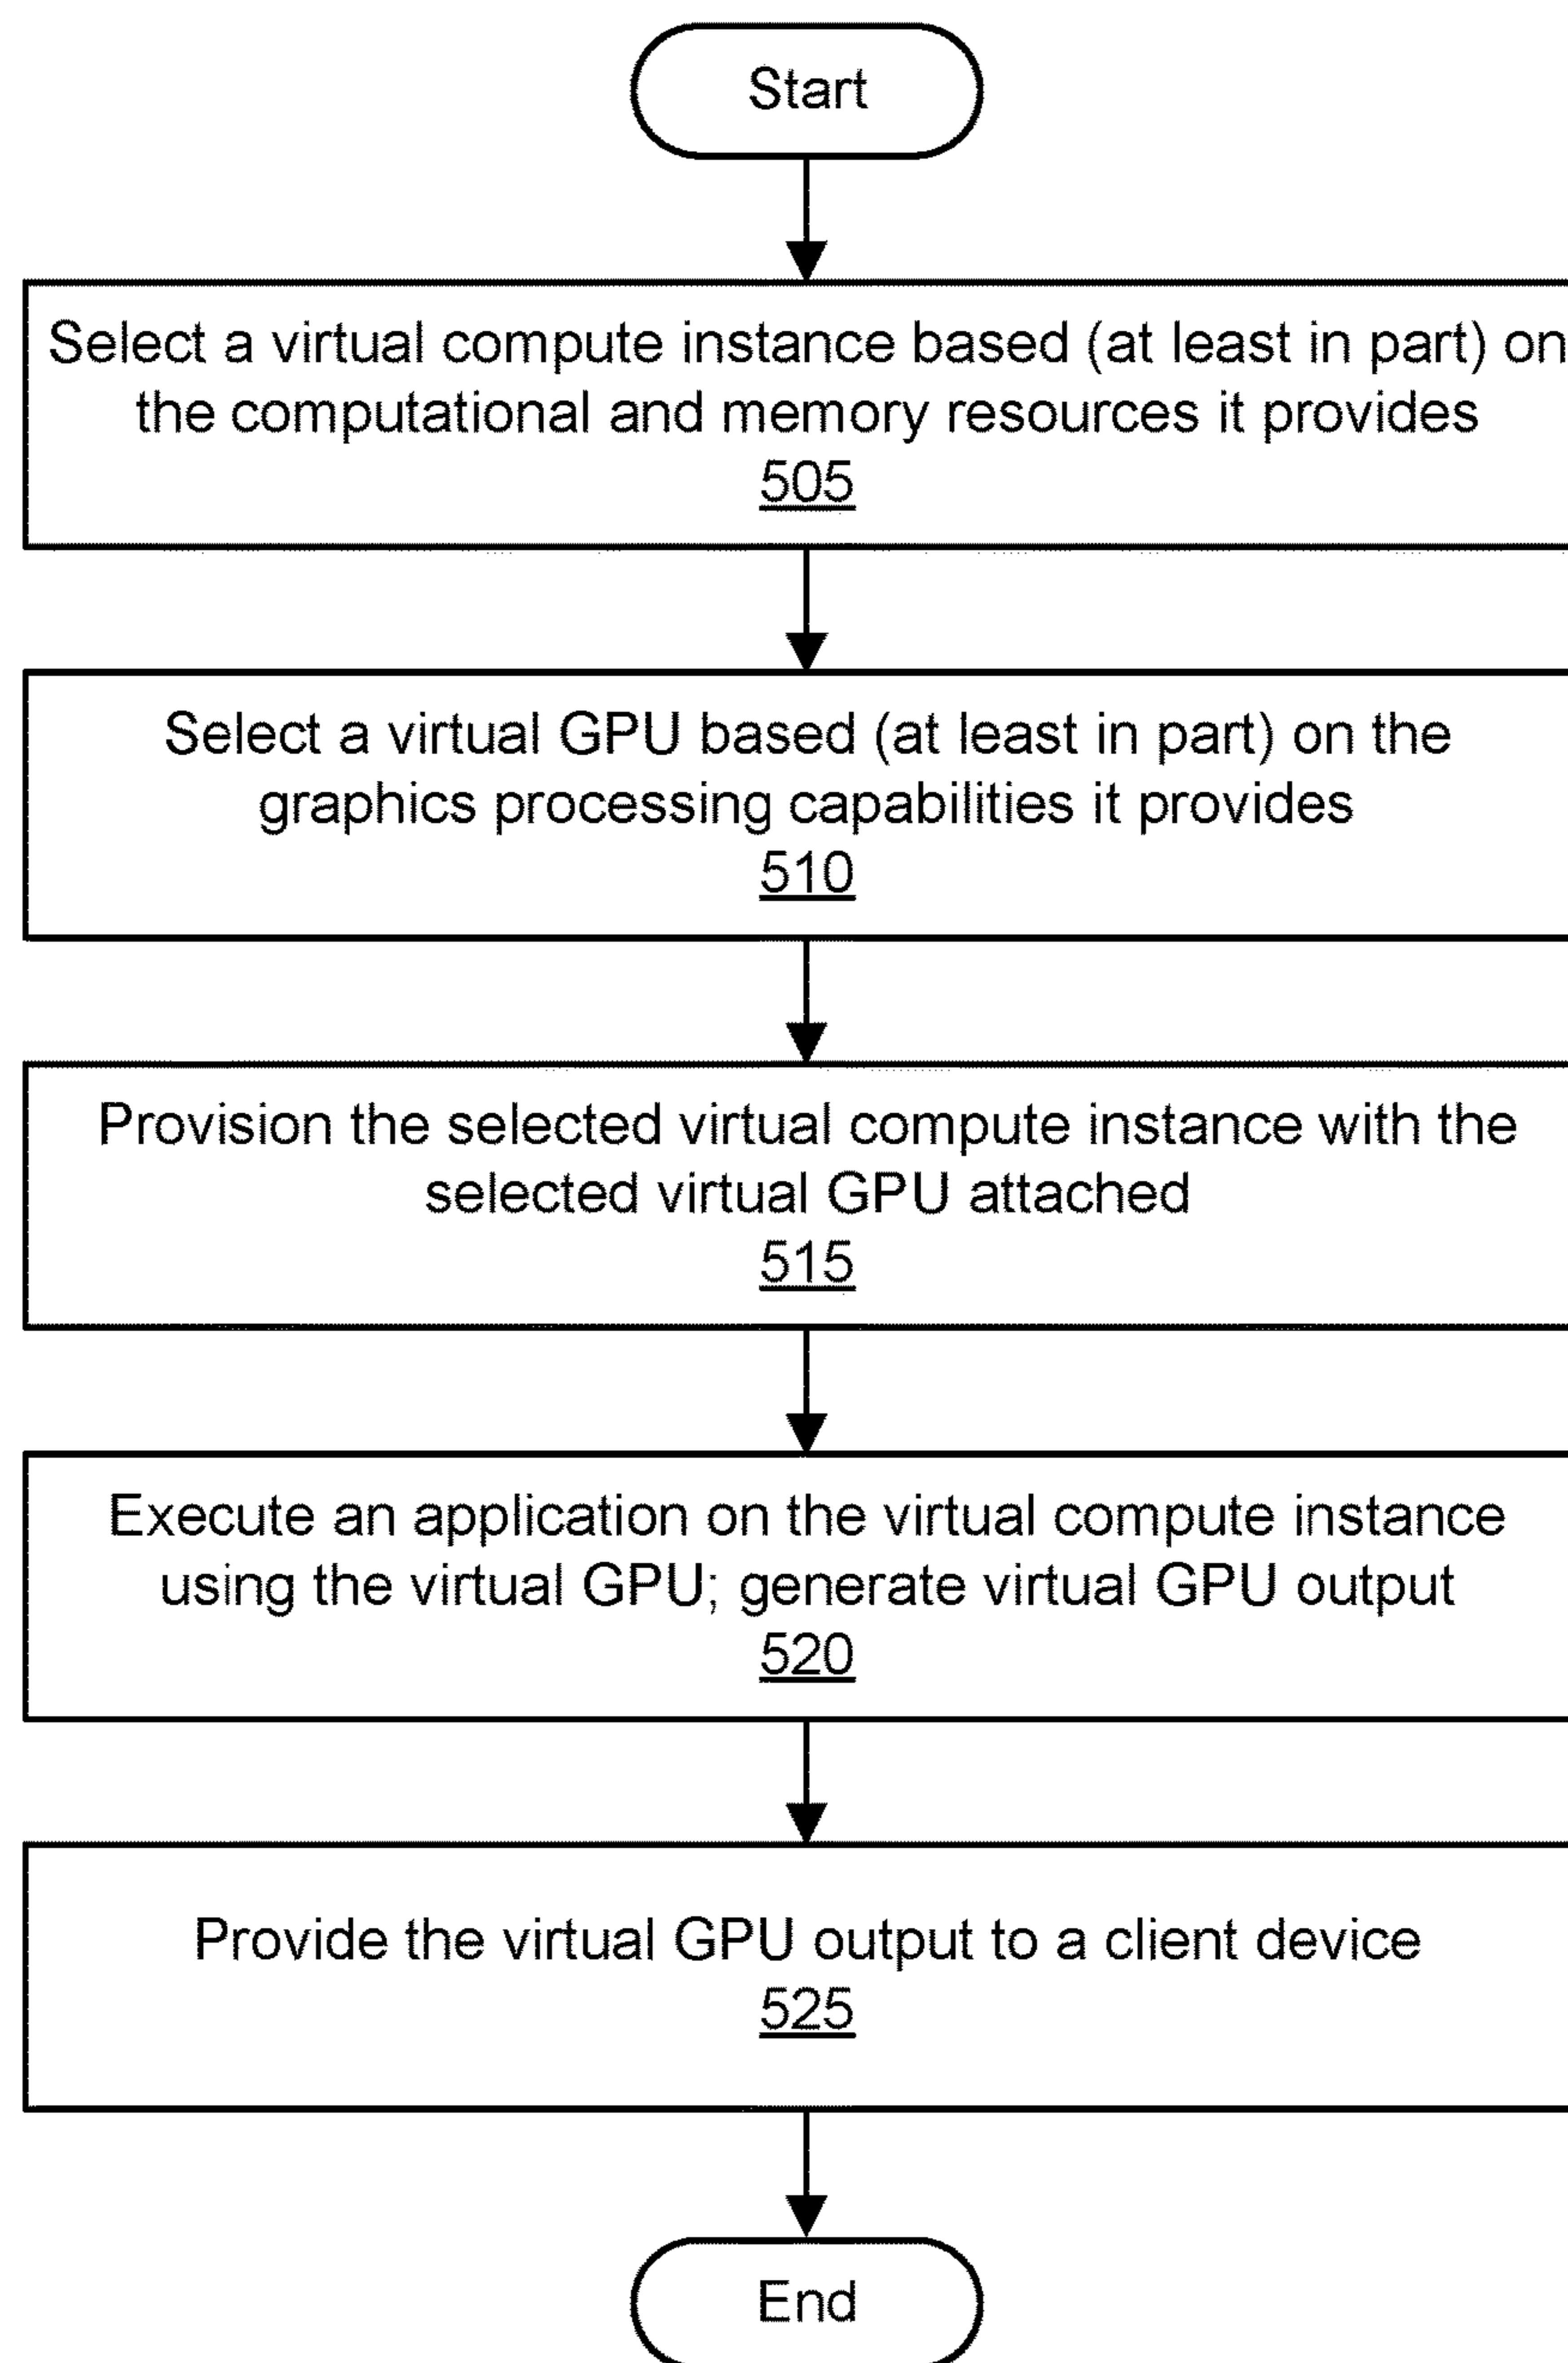 Start
Select a virtual compute instance based (at least in part) on
the computational and memory resources it provides
505
Select a virtual GPU based (at least in part) on the
graphics processing capabilities it provides
510
Provision the selected virtual compute instance with the
selected virtual GPU attached
515
Execute an application on the virtual compute instance
using the virtual GPU; generate virtual GPU output
520
Provide the virtual GPU output to a client device
525
End